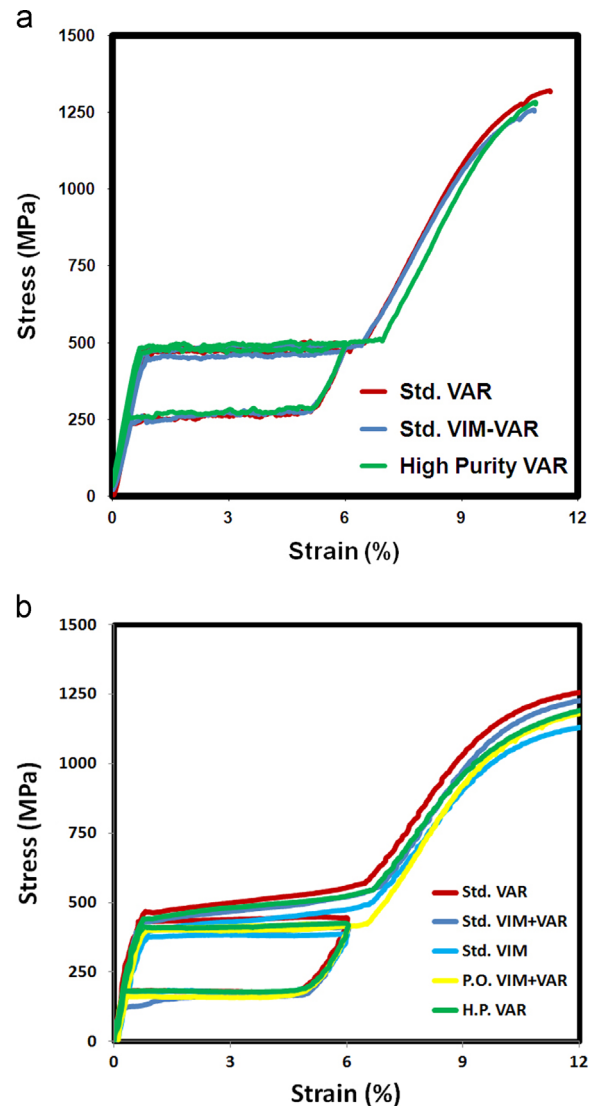 a
1500
1250
1000
750
500
250
0
Stress (MPa)
Std. VAR
Std. VIM-VAR
High Purity VAR
0 3 6 9 12
Strain (%)
b
1500
1250
1000
750
500
250
0
Stress (MPa)
Std. VAR
Std. VIM+VAR
Std. VIM
P.O. VIM+VAR
H.P. VAR
0 3 6 9 12
Strain (%)